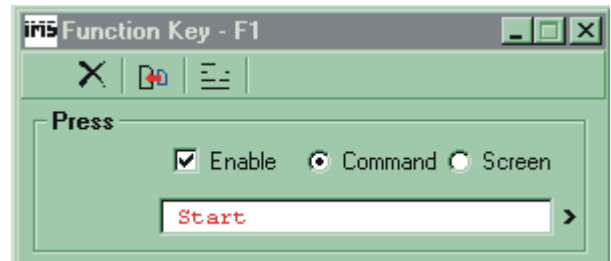 iMS Function Key - F1
Press
Enable Command Screen
Start